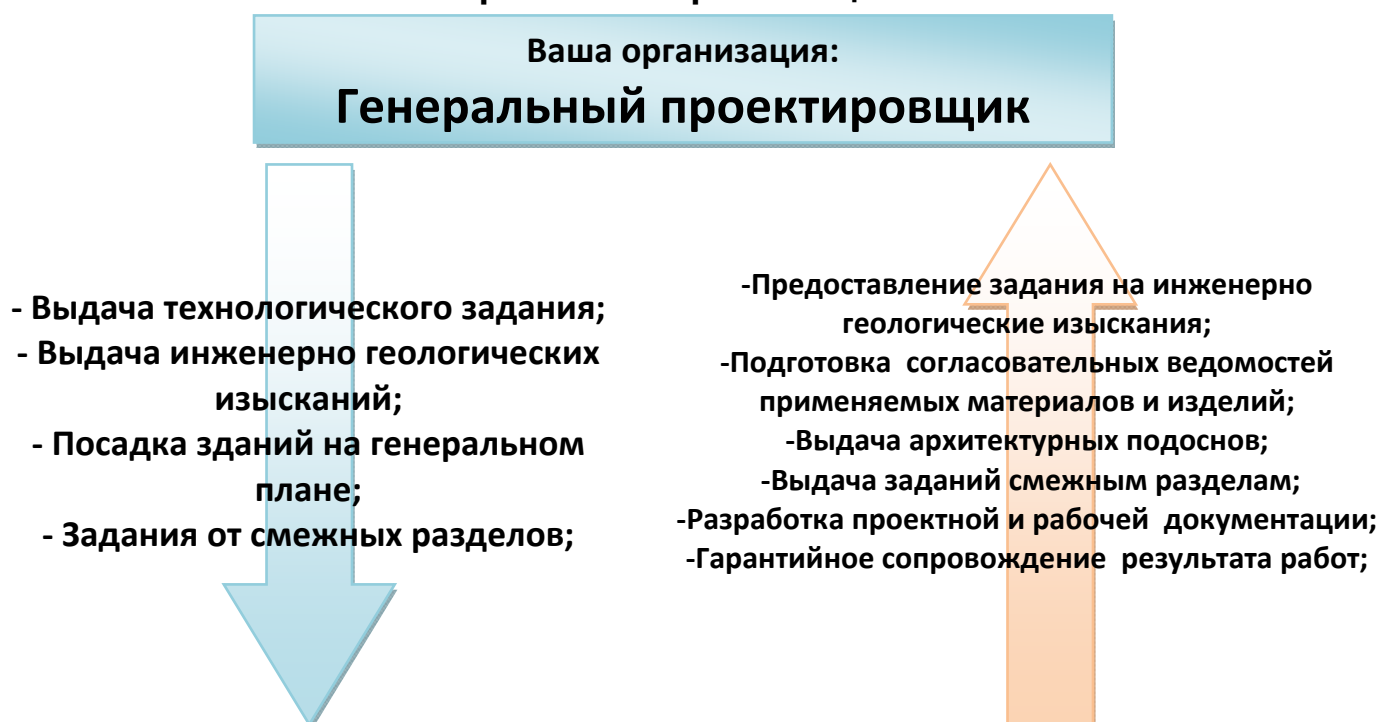 Ваша организация:
Генеральный проектировщик
- Выдача технологического задания;
- Выдача инженерно геологических
изысканий;
- Посадка зданий на генеральном
плане;
- Задания от смежных разделов;
-Предоставление задания на инженерно
геологические изыскания;
-Подготовка  согласовательных ведомостей
применяемых материалов и изделий;
-Выдача архитектурных подоснов;
-Выдача заданий смежным разделам;
-Разработка проектной и рабочей  документации;
-Гарантийное сопровождение  результата работ;